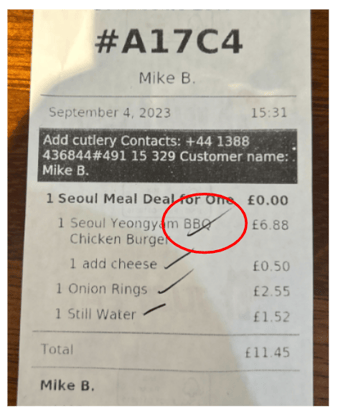 #A17C4
Mike B.
September 4, 2023 15:31
Add cutlery Contacts: +44 1388
436844#491 15 329 Customer name:
Mike B.
1 Seoul Meal Deal for One £0.00
1 Seoul Yeongyam BBQ £6.88
Chicken Burger
1 add cheese £0.50
1 Onion Rings £2.55
1 Still Water £1.52
Total £11.45
Mike B.